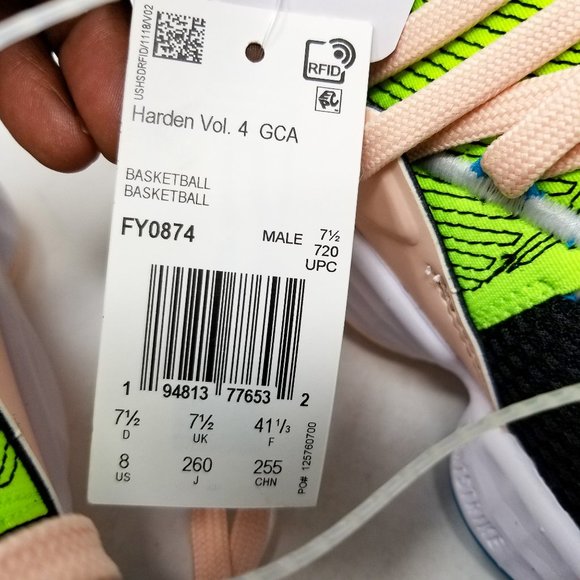 USHSDRFID/1118/V02
RFID
Harden Vol. 4 GCA
BASKETBALL
BASKETBALL
FY0874
MALE 7½
720
UPC
1 94813 77653 2
7½ 7½ 41⅓
D UK F
8 260 255
US J CHN
PO# 125760700